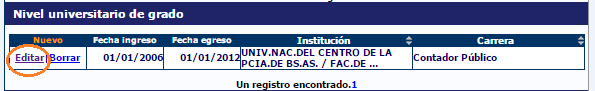 Nivel universitario de grado
Nuevo Fecha ingreso Fecha egreso Institución Carrera
Editar|Borrar 01/01/2006 01/01/2012 UNIV.NAC.DEL CENTRO DE LA PCIA.DE BS.AS. / FAC.DE ... Contador Público
Un registro encontrado.1